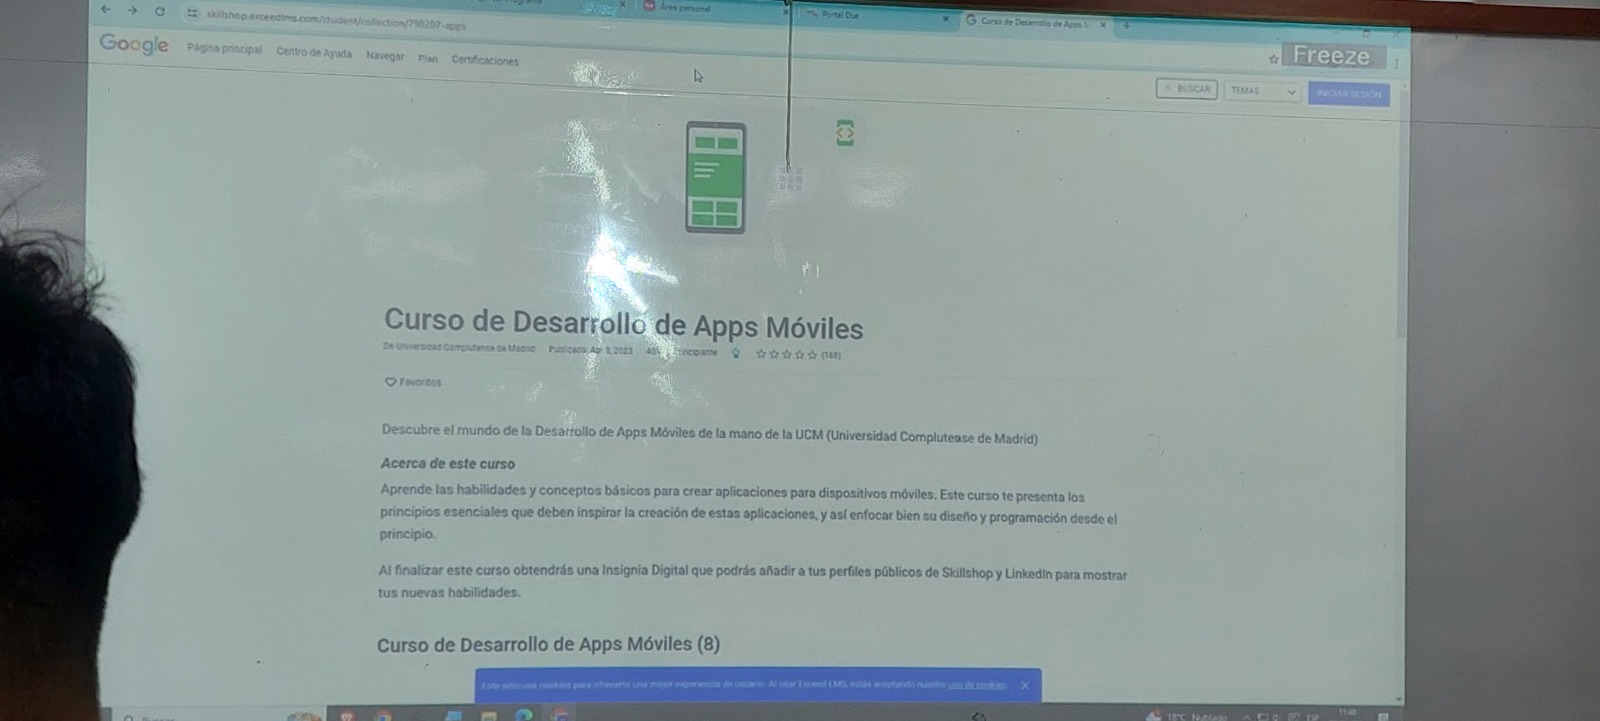 skillshop.exceedlms.com/student/collection/798207-apps
Área personal
Portal Due
Curso de Desarrollo de Apps
Google Página principal Centro de Ayuda Navegar Plan Certificaciones
Freeze
BUSCAR TEMAS INICIAR SESIÓN
Curso de Desarrollo de Apps Móviles
De Universidad Complutense de Madrid Publicado: Apr 8, 2023 Principiante (168)
Favoritos
Descubre el mundo de la Desarrollo de Apps Móviles de la mano de la UCM (Universidad Complutense de Madrid)
Acerca de este curso
Aprende las habilidades y conceptos básicos para crear aplicaciones para dispositivos móviles. Este curso te presenta los
principios esenciales que deben inspirar la creación de estas aplicaciones, y así enfocar bien su diseño y programación desde el
principio.
Al finalizar este curso obtendrás una Insignia Digital que podrás añadir a tus perfiles públicos de Skillshop y LinkedIn para mostrar
tus nuevas habilidades.
Curso de Desarrollo de Apps Móviles (8)
Este sitio usa cookies para ofrecerle una mejor experiencia de usuario. Al usar Exceed LMS, estás aceptando nuestro uso de cookies.
18°C Nublado